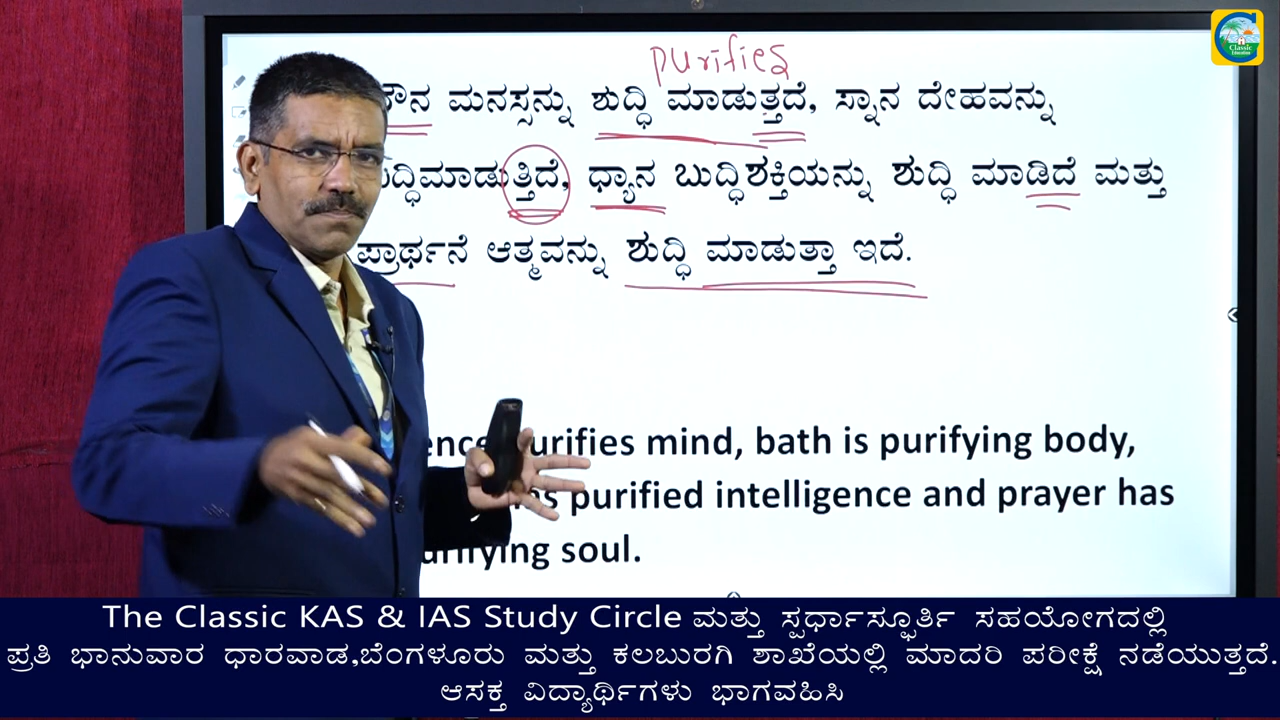 purifies
ಮನಸ್ಸನ್ನು ಶುದ್ಧಿ ಮಾಡುತ್ತದೆ, ಸ್ನಾನ ದೇಹವನ್ನು
ಧ್ಯಾನ ಬುದ್ಧಿಶಕ್ತಿಯನ್ನು ಶುದ್ಧಿ ಮಾಡಿದೆ ಮತ್ತು
ಪ್ರಾರ್ಥನೆ ಆತ್ಮವನ್ನು ಶುದ್ಧಿ ಮಾಡುತ್ತಾ ಇದೆ.
mind, bath is purifying body,
purified intelligence and prayer has
soul.
Classic
Education
The Classic KAS & IAS Study Circle ಮತ್ತು ಸ್ಪರ್ಧಾಸ್ಫೂರ್ತಿ ಸಹಯೋಗದಲ್ಲಿ
ಪ್ರತಿ ಭಾನುವಾರ ಧಾರವಾಡ,ಬೆಂಗಳೂರು ಮತ್ತು ಕಲಬುರಗಿ ಶಾಖೆಯಲ್ಲಿ ಮಾದರಿ ಪರೀಕ್ಷೆ ನಡೆಯುತ್ತದೆ.
ಆಸಕ್ತ ವಿದ್ಯಾರ್ಥಿಗಳು ಭಾಗವಹಿಸಿ